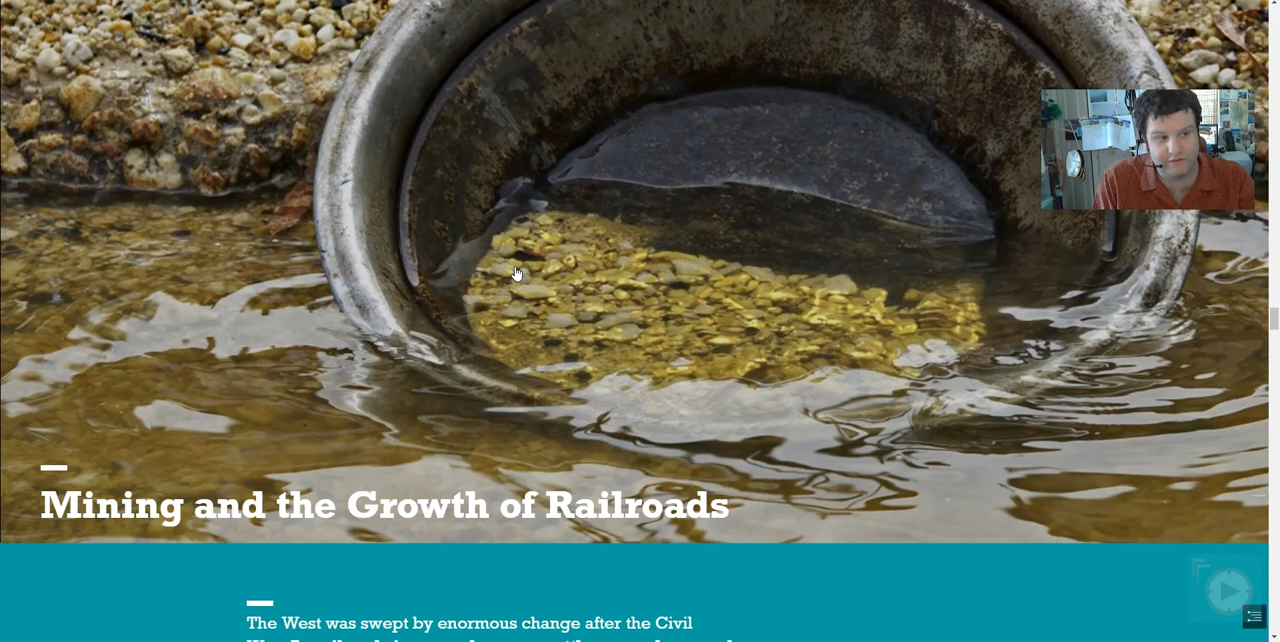 Mining and the Growth of Railroads
The West was swept by enormous change after the Civil